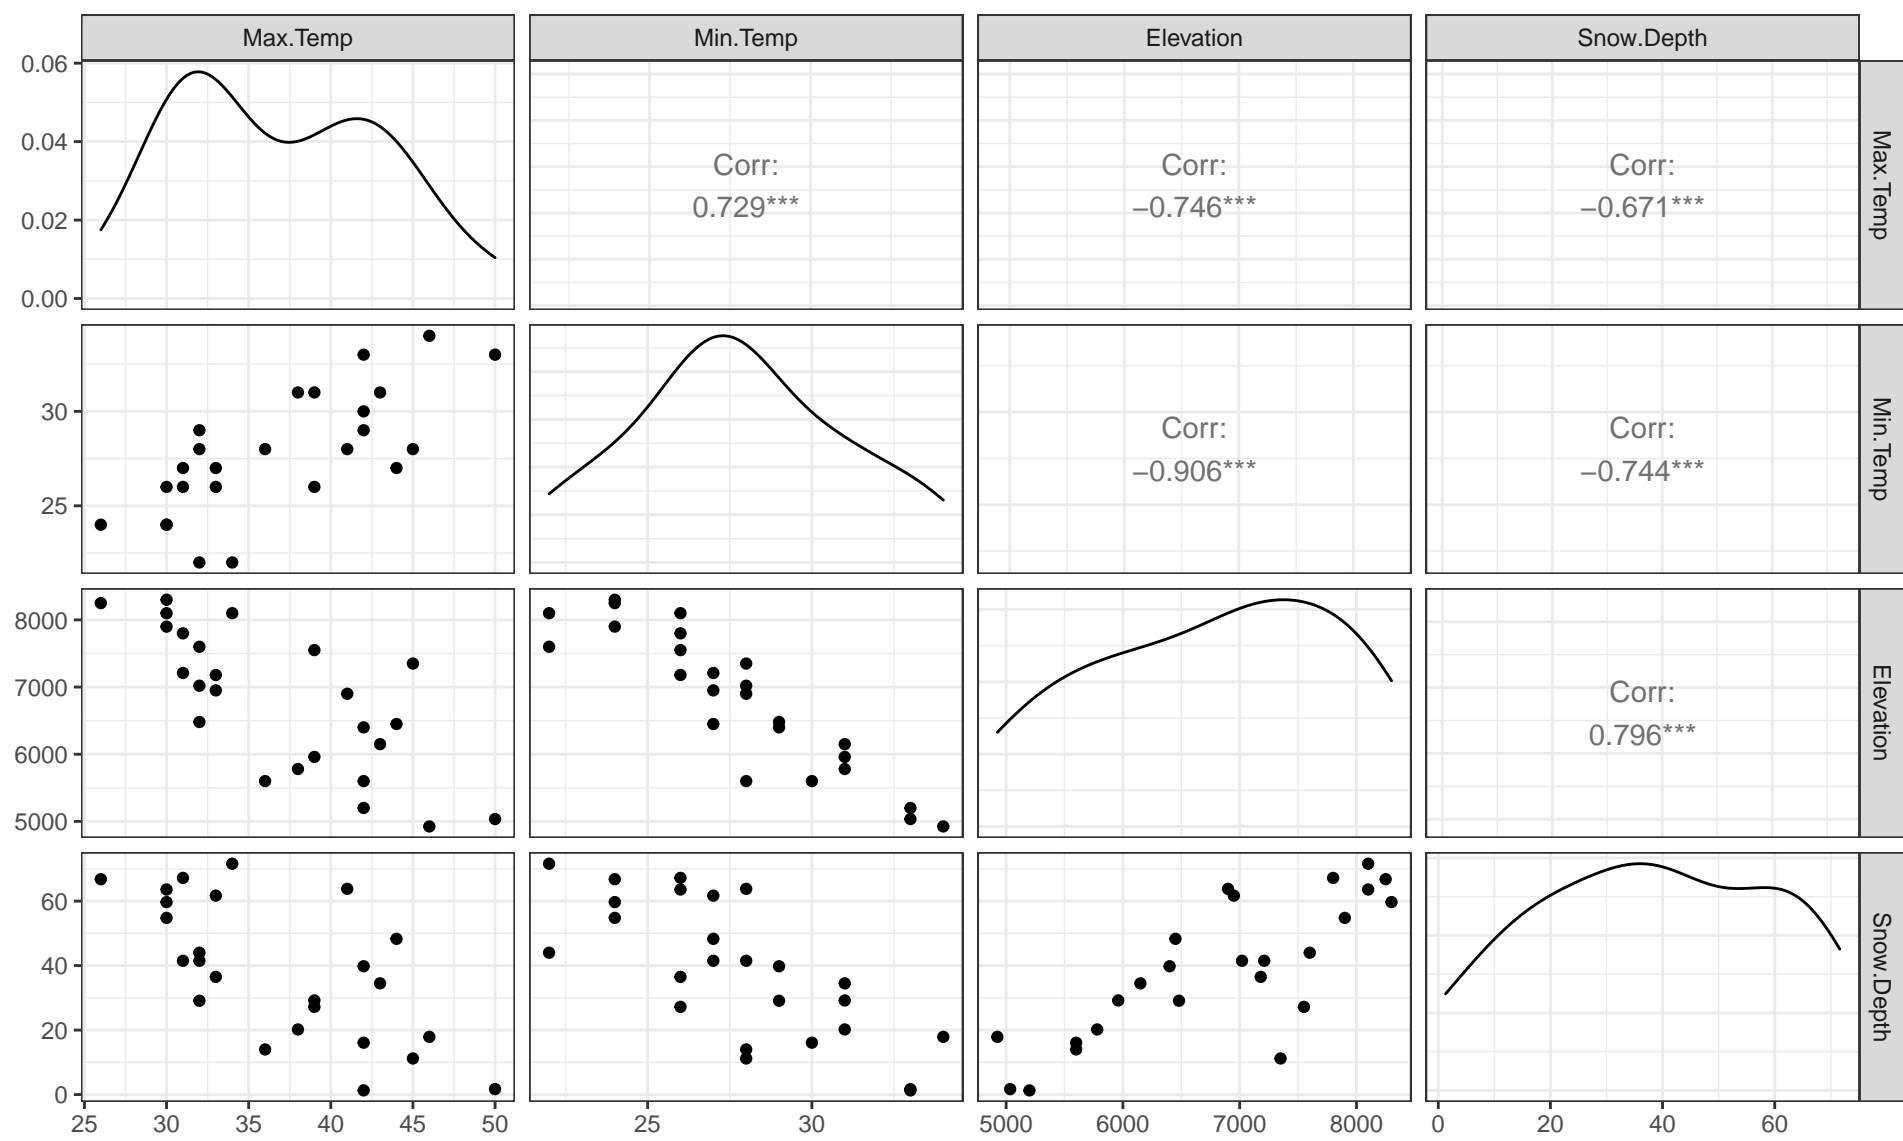 Max.Temp
Min.Temp
Elevation
Snow.Depth
0.06
0.04
0.02
0.00
Corr:
0.729***
Corr:
−0.746***
Corr:
−0.671***
Max.Temp
30
25
Corr:
−0.906***
Corr:
−0.744***
Min.Temp
8000
7000
6000
5000
Corr:
0.796***
Elevation
60
40
20
0
Snow.Depth
25 30 35 40 45 50
25 30
5000 6000 7000 8000
0 20 40 60